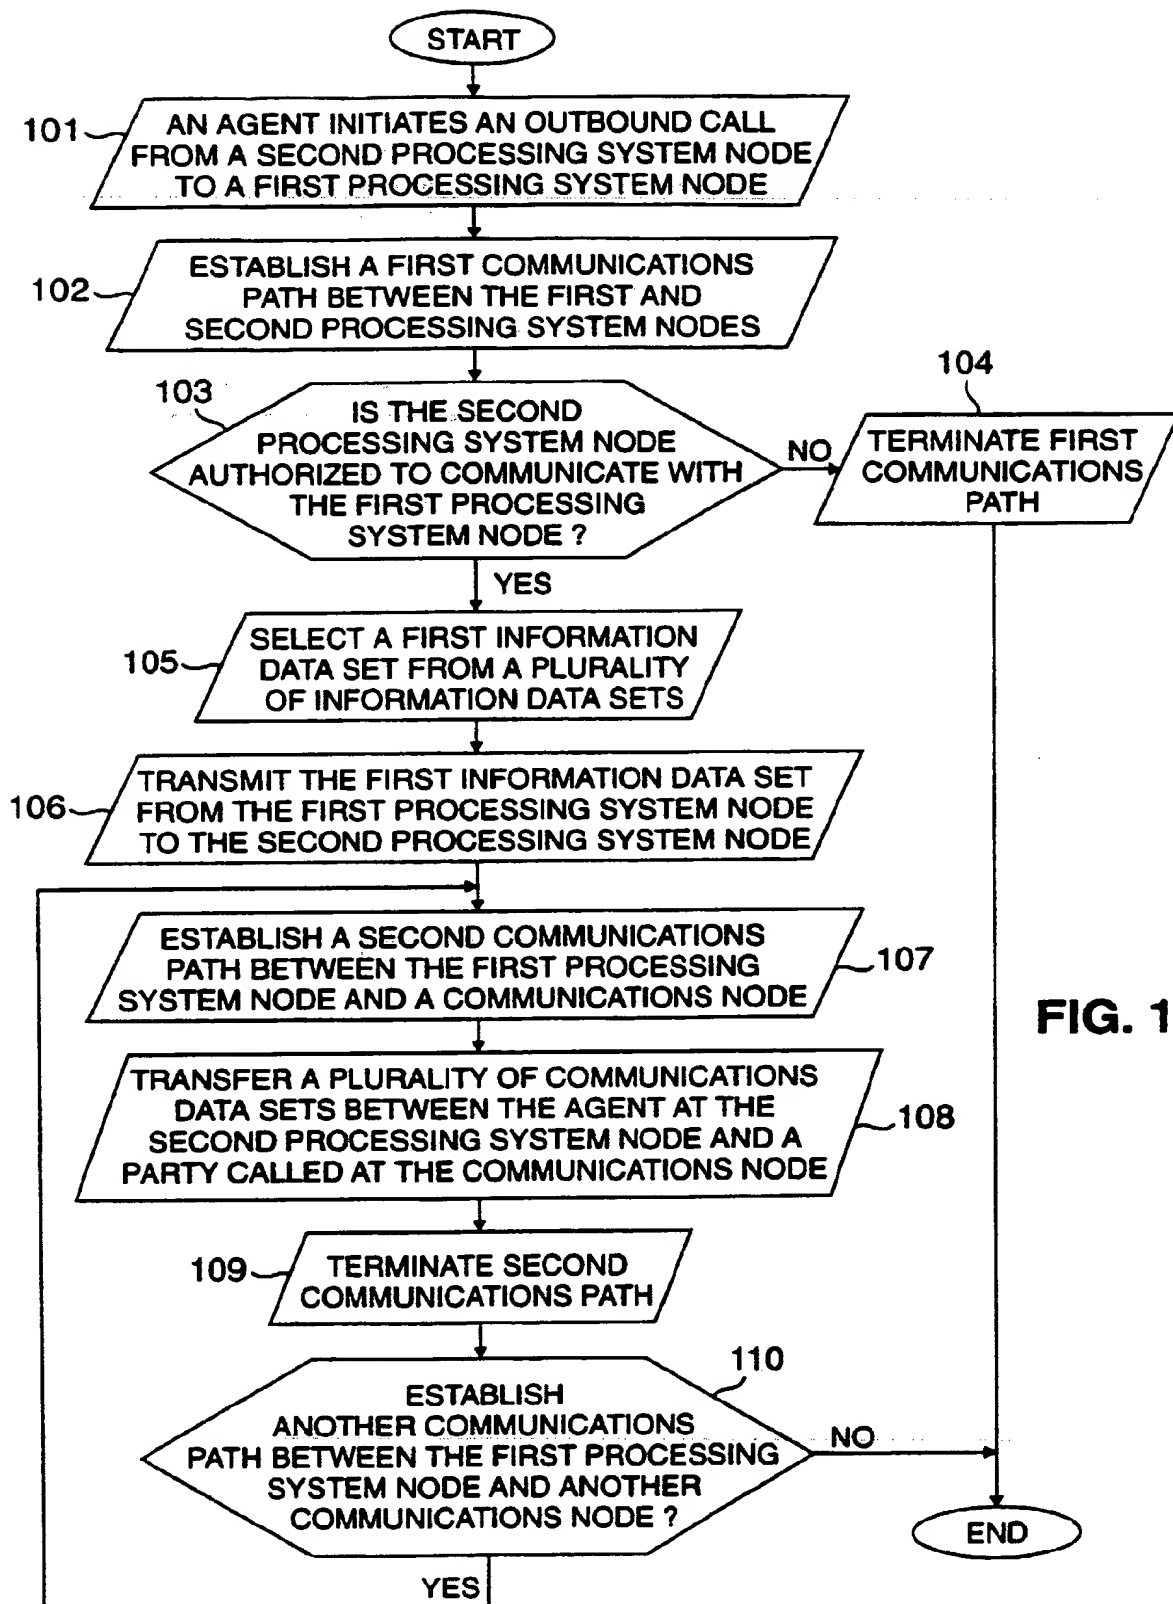 START
101
AN AGENT INITIATES AN OUTBOUND CALL
FROM A SECOND PROCESSING SYSTEM NODE
TO A FIRST PROCESSING SYSTEM NODE
102
ESTABLISH A FIRST COMMUNICATIONS
PATH BETWEEN THE FIRST AND
SECOND PROCESSING SYSTEM NODES
103
IS THE SECOND
PROCESSING SYSTEM NODE
AUTHORIZED TO COMMUNICATE WITH
THE FIRST PROCESSING
SYSTEM NODE ?
NO
104
TERMINATE FIRST
COMMUNICATIONS
PATH
YES
105
SELECT A FIRST INFORMATION
DATA SET FROM A PLURALITY
OF INFORMATION DATA SETS
106
TRANSMIT THE FIRST INFORMATION DATA SET
FROM THE FIRST PROCESSING SYSTEM NODE
TO THE SECOND PROCESSING SYSTEM NODE
ESTABLISH A SECOND COMMUNICATIONS
PATH BETWEEN THE FIRST PROCESSING
SYSTEM NODE AND A COMMUNICATIONS NODE
107
FIG. 1
TRANSFER A PLURALITY OF COMMUNICATIONS
DATA SETS BETWEEN THE AGENT AT THE
SECOND PROCESSING SYSTEM NODE AND A
PARTY CALLED AT THE COMMUNICATIONS NODE
108
109
TERMINATE SECOND
COMMUNICATIONS PATH
110
ESTABLISH
ANOTHER COMMUNICATIONS
PATH BETWEEN THE FIRST PROCESSING
SYSTEM NODE AND ANOTHER
COMMUNICATIONS NODE ?
NO
END
YES